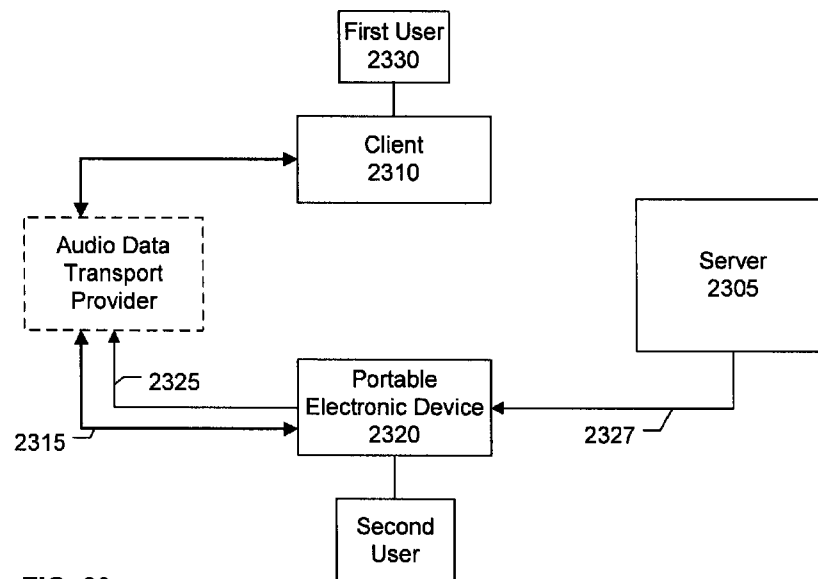 First User
2330
Client
2310
Audio Data
Transport
Provider
Server
2305
2325
Portable
Electronic Device
2320
2315
2327
Second
User